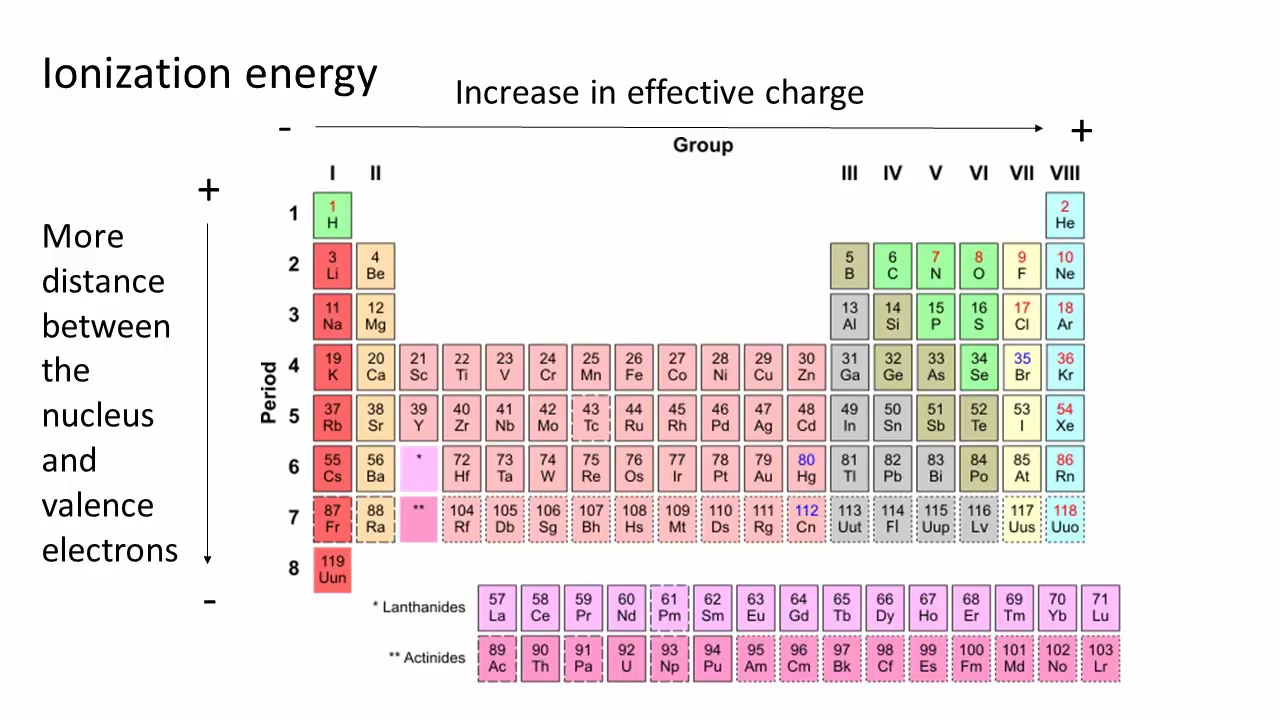 Ionization energy
Increase in effective charge
- +
Group
I II III IV V VI VII VIII
+
More
distance
between
the
nucleus
and
valence
electrons
-
Period
1 1 2
H He
2 3 4 5 6 7 8 9 10
Li Be B C N O F Ne
3 11 12 13 14 15 16 17 18
Na Mg Al Si P S Cl Ar
4 19 20 21 22 23 24 25 26 27 28 29 30 31 32 33 34 35 36
K Ca Sc Ti V Cr Mn Fe Co Ni Cu Zn Ga Ge As Se Br Kr
5 37 38 39 40 41 42 43 44 45 46 47 48 49 50 51 52 53 54
Rb Sr Y Zr Nb Mo Tc Ru Rh Pd Ag Cd In Sn Sb Te I Xe
6 55 56 * 72 73 74 75 76 77 78 79 80 81 82 83 84 85 86
Cs Ba Hf Ta W Re Os Ir Pt Au Hg Tl Pb Bi Po At Rn
7 87 88 ** 104 105 106 107 108 109 110 111 112 113 114 115 116 117 118
Fr Ra Rf Db Sg Bh Hs Mt Ds Rg Cn Uut Fl Uup Lv Uus Uuo
8 119
Uun
* Lanthanides 57 58 59 60 61 62 63 64 65 66 67 68 69 70 71
La Ce Pr Nd Pm Sm Eu Gd Tb Dy Ho Er Tm Yb Lu
** Actinides 89 90 91 92 93 94 95 96 97 98 99 100 101 102 103
Ac Th Pa U Np Pu Am Cm Bk Cf Es Fm Md No Lr